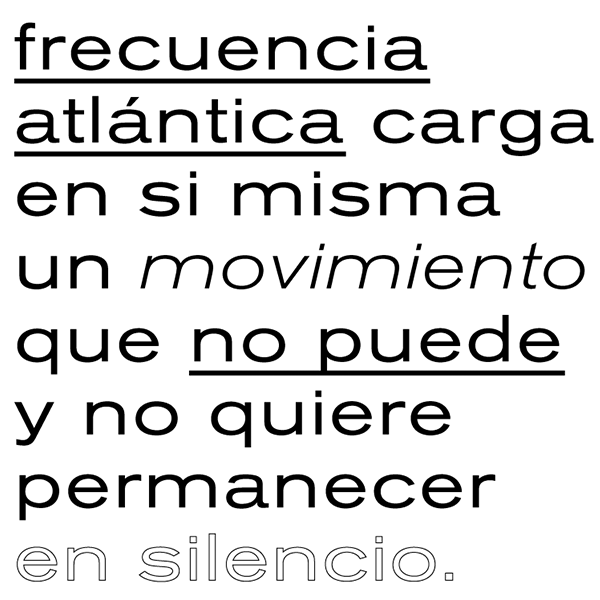 frecuencia
atlántica carga
en si misma
un movimiento
que no puede
y no quiere
permanecer
en silencio.